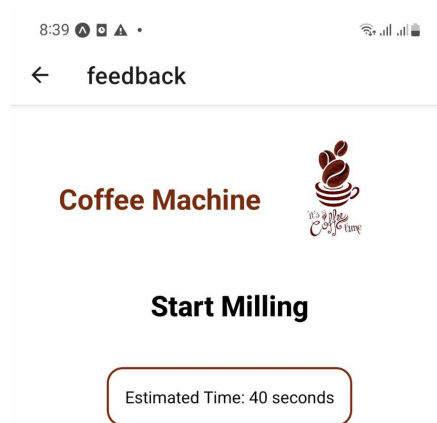 8:39
feedback
Coffee Machine
it's a
Coffee time
Start Milling
Estimated Time: 40 seconds